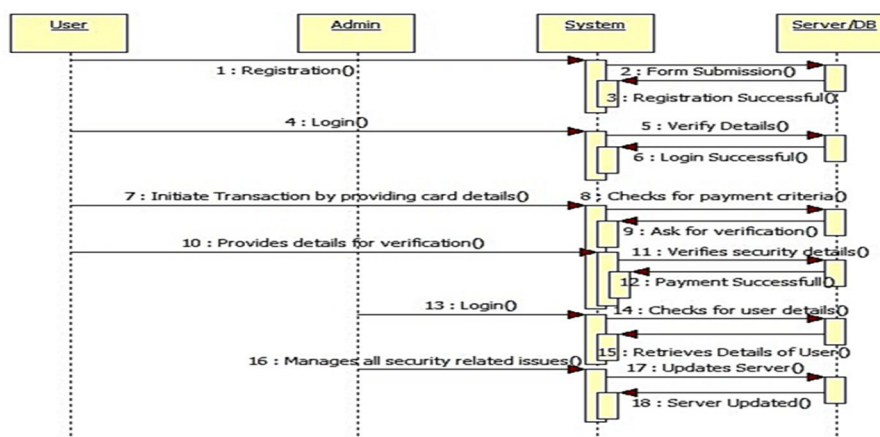 User
Admin
System
Server/DB
1 : Registration()
2 : Form Submission()
3 : Registration Successful()
4 : Login()
5 : Verify Details()
6 : Login Successful()
7 : Initiate Transaction by providing card details()
8 : Checks for payment criteria()
9 : Ask for verification()
10 : Provides details for verification()
11 : Verifies security details()
12 : Payment Successfull()
13 : Login()
14 : Checks for user details()
15 : Retrieves Details of User()
16 : Manages all security related issues()
17 : Updates Server()
18 : Server Updated()